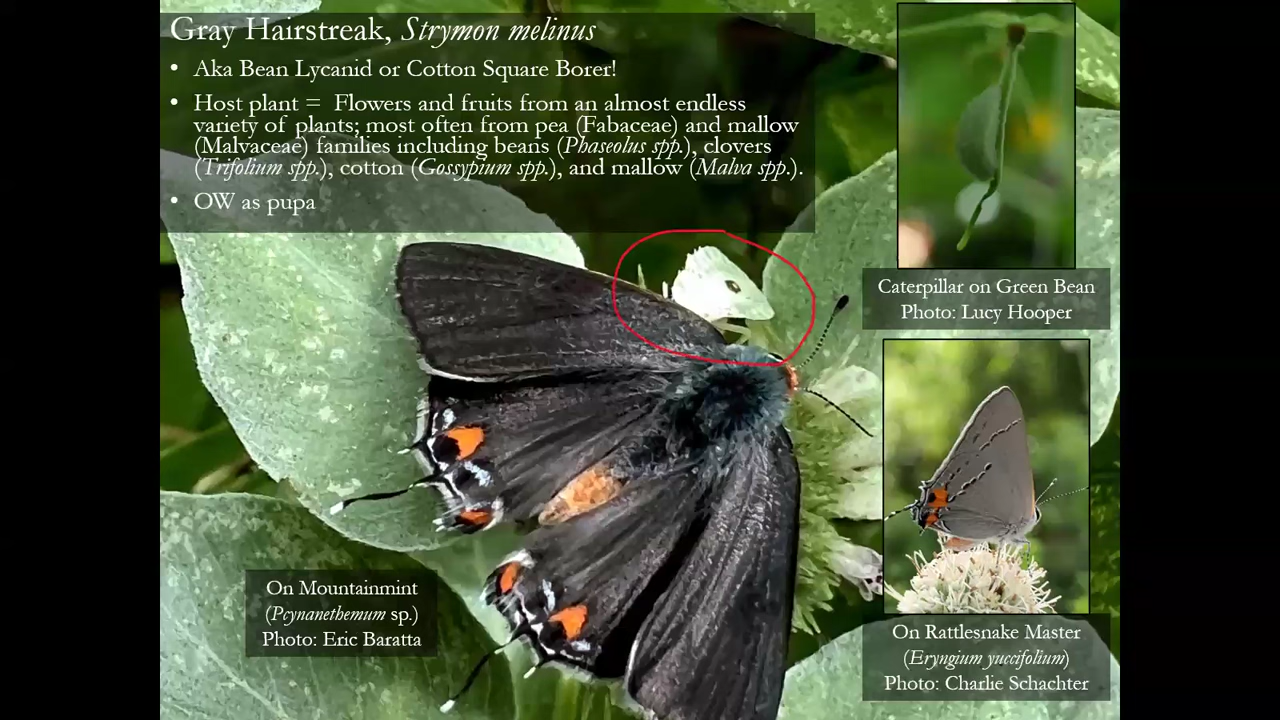 Gray Hairstreak, Strymon melinus
• Aka Bean Lycanid or Cotton Square Borer!
• Host plant = Flowers and fruits from an almost endless
variety of plants; most often from pea (Fabaceae) and mallow
(Malvaceae) families including beans (Phaseolus spp.), clovers
(Trifolium spp.), cotton (Gossypium spp.), and mallow (Malva spp.).
• OW as pupa
Caterpillar on Green Bean
Photo: Lucy Hooper
On Mountainmint
(Pcynanethemum sp.)
Photo: Eric Baratta
On Rattlesnake Master
(Eryngium yuccifolium)
Photo: Charlie Schachter